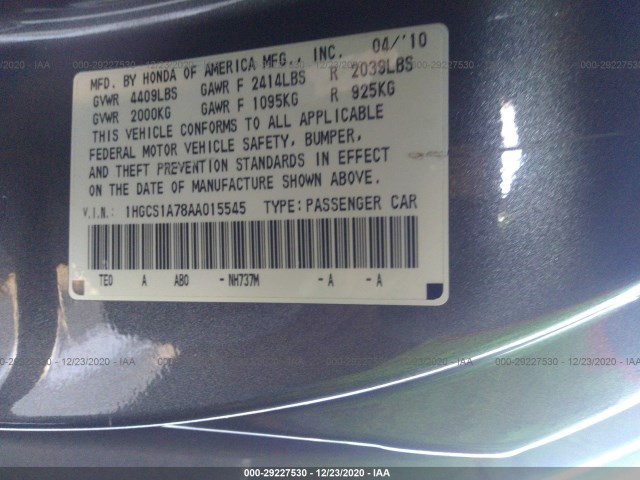 MFD. BY HONDA OF AMERICA MFG., INC. 04/'10
GVWR 4409LBS GAWR F 2414LBS R 2039LBS
GVWR 2000KG GAWR F 1095KG R 925KG
THIS VEHICLE CONFORMS TO ALL APPLICABLE
FEDERAL MOTOR VEHICLE SAFETY, BUMPER,
AND THEFT PREVENTION STANDARDS IN EFFECT
ON THE DATE OF MANUFACTURE SHOWN ABOVE.
V.I.N.: 1HGCS1A78AA015545 TYPE: PASSENGER CAR
TE0 A AB0 - NH737M - A - A
000-29227530 - 12/23/2020 - IAA